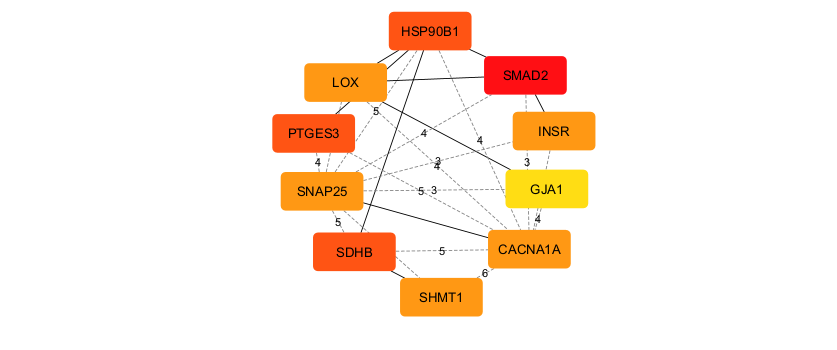 HSP90B1
SMAD2
LOX
5
PTGES3
INSR
4
4
4
3
3
4
SNAP25
GJA1
5
3
5
4
SDHB
CACNA1A
5
6
SHMT1